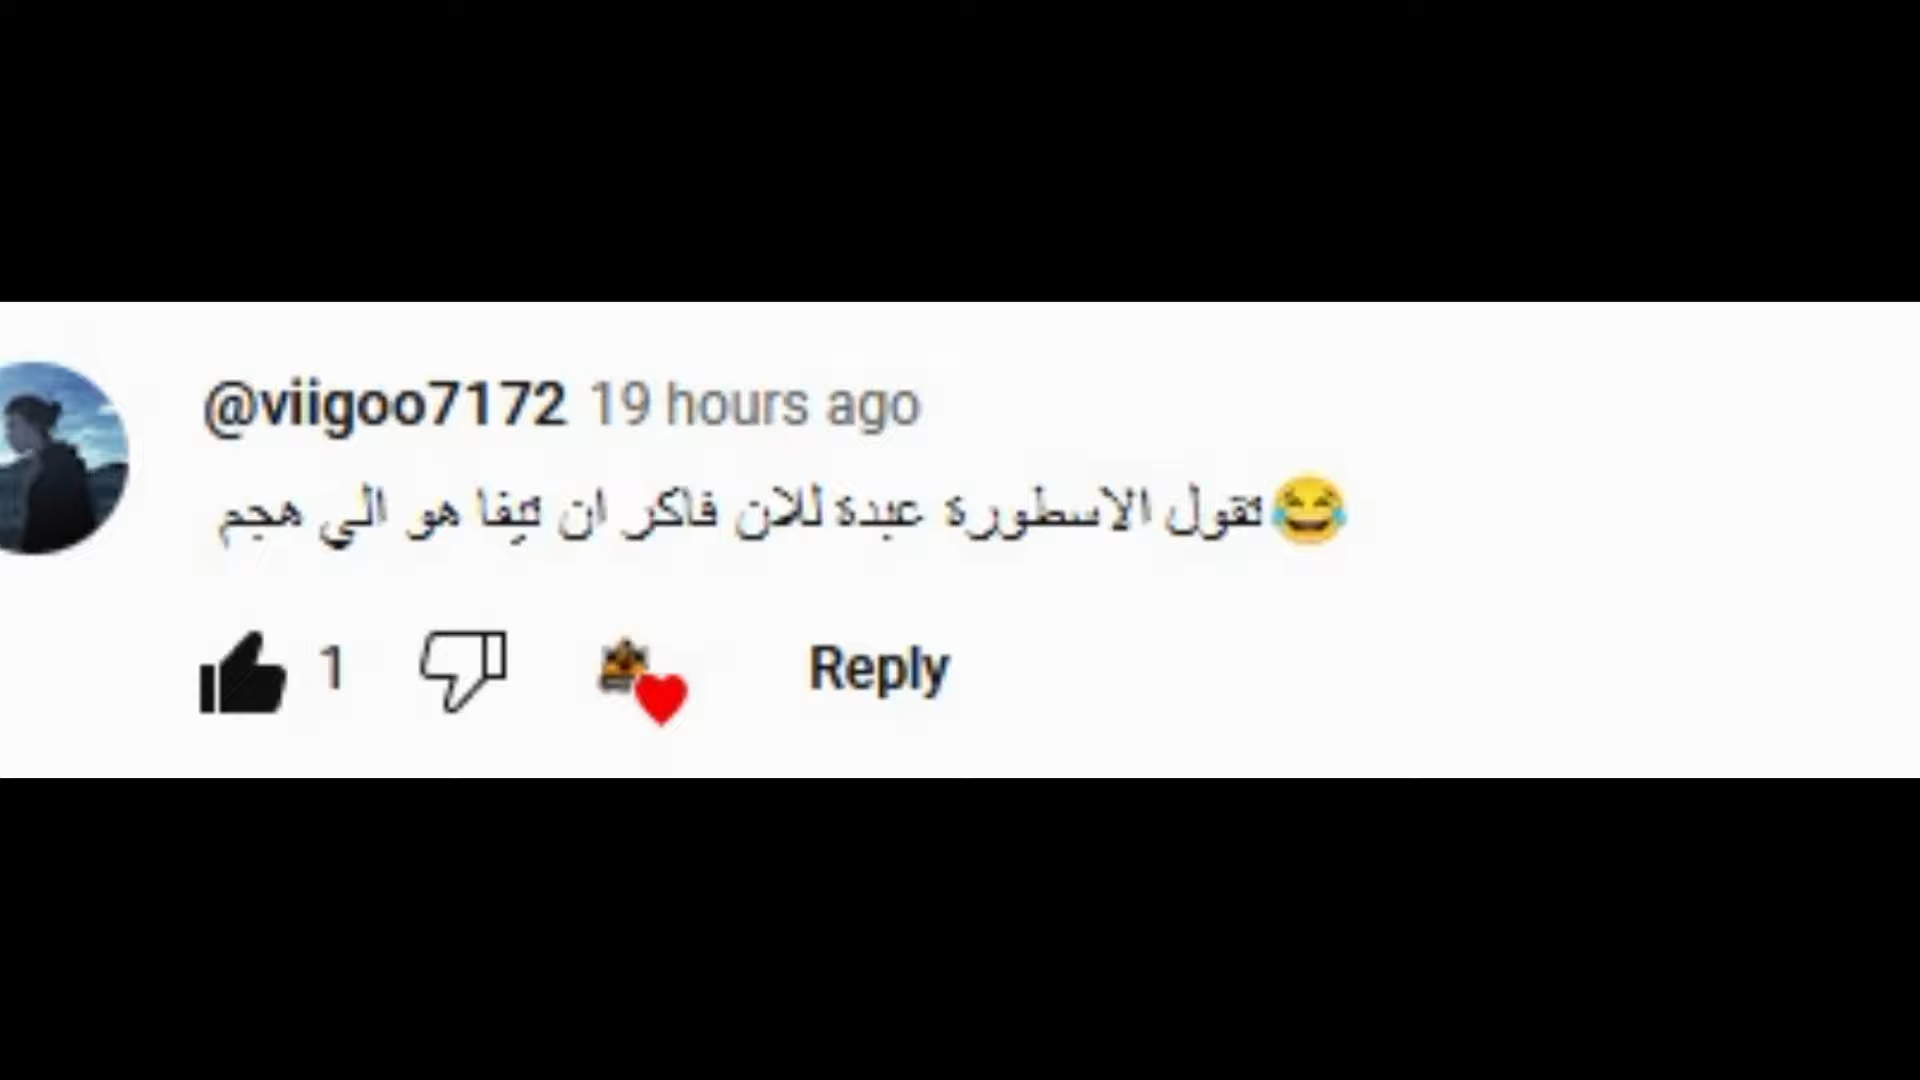 @viigoo7172 19 hours ago
😂تقول الاسطورة عبدة للان فاكر ان تيفا هو الي هجم
1 Reply